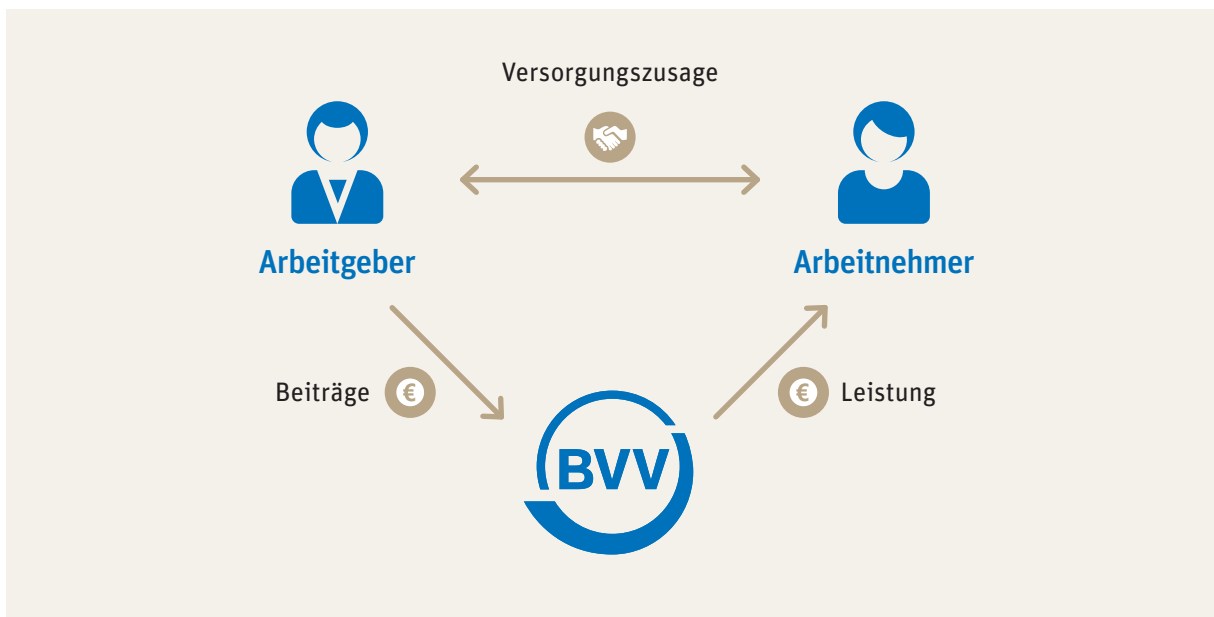 Versorgungszusage
Arbeitgeber
Arbeitnehmer
Beiträge €
€ Leistung
BVV